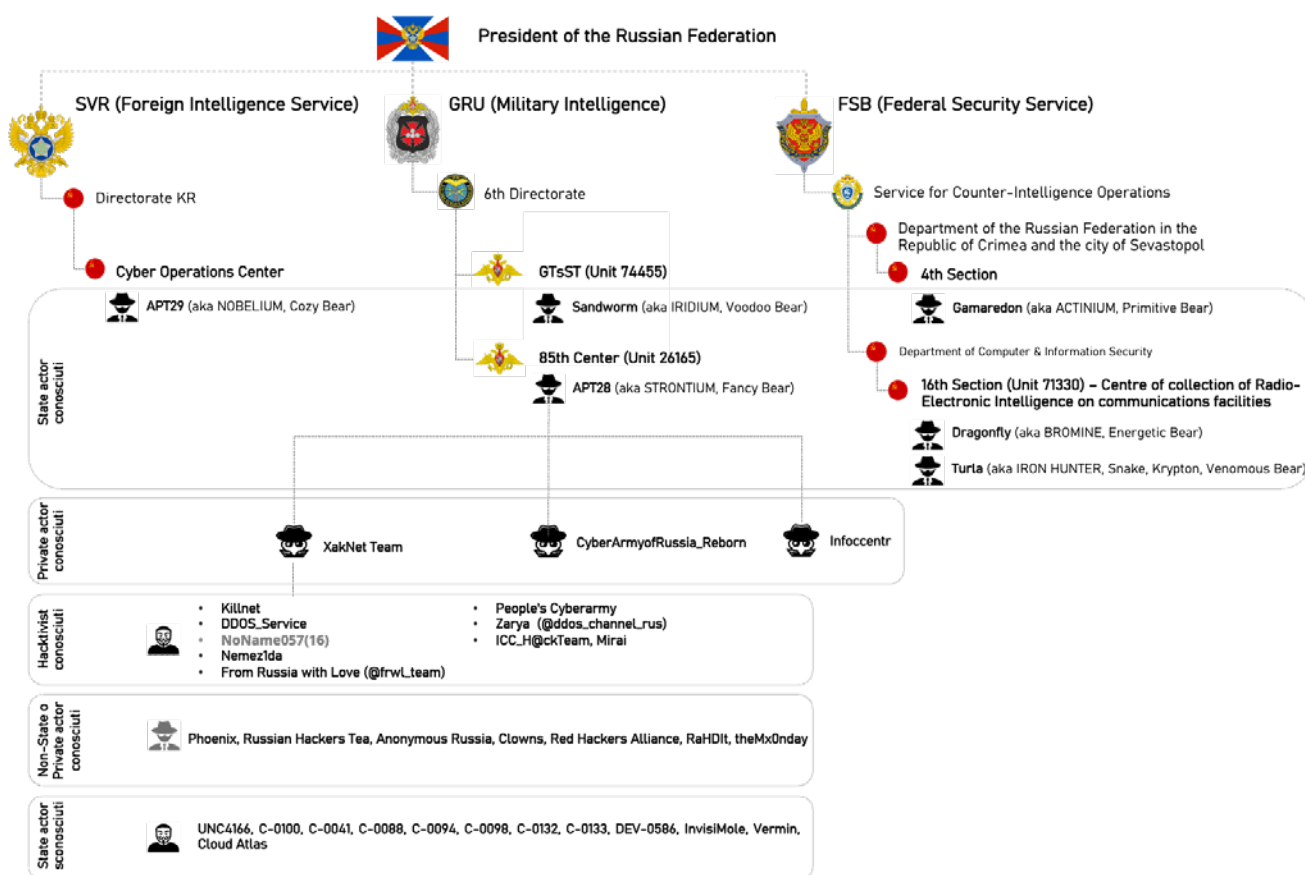 President of the Russian Federation
SVR (Foreign Intelligence Service)
GRU (Military Intelligence)
FSB (Federal Security Service)
Directorate KR
6th Directorate
Service for Counter-Intelligence Operations
Department of the Russian Federation in the
Republic of Crimea and the city of Sevastopol
Cyber Operations Center
GTsST (Unit 74455)
4th Section
State actor
conosciuti
APT29 (aka NOBELIUM, Cozy Bear)
Sandworm (aka IRIDIUM, Voodoo Bear)
Gamaredon (aka ACTINIUM, Primitive Bear)
85th Center (Unit 26165)
Department of Computer & Information Security
APT28 (aka STRONTIUM, Fancy Bear)
16th Section (Unit 71330) – Centre of collection of Radio-
Electronic Intelligence on communications facilities
Dragonfly (aka BROMINE, Energetic Bear)
Turla (aka IRON HUNTER, Snake, Krypton, Venomous Bear)
Private actor
conosciuti
XakNet Team
CyberArmyofRussia_Reborn
Infoccentr
Hacktivist
conosciuti
• Killnet
• DDOS_Service
• NoName057(16)
• Nemez1da
• From Russia with Love (@frwl_team)
• People's Cyberarmy
• Zarya (@ddos_channel_rus)
• ICC_H@ckTeam, Mirai
Non-State o
Private actor
conosciuti
Phoenix, Russian Hackers Tea, Anonymous Russia, Clowns, Red Hackers Alliance, RaHDIt, theMx0nday
State actor
sconosciuti
UNC4166, C-0100, C-0041, C-0088, C-0094, C-0098, C-0132, C-0133, DEV-0586, InvisiMole, Vermin,
Cloud Atlas